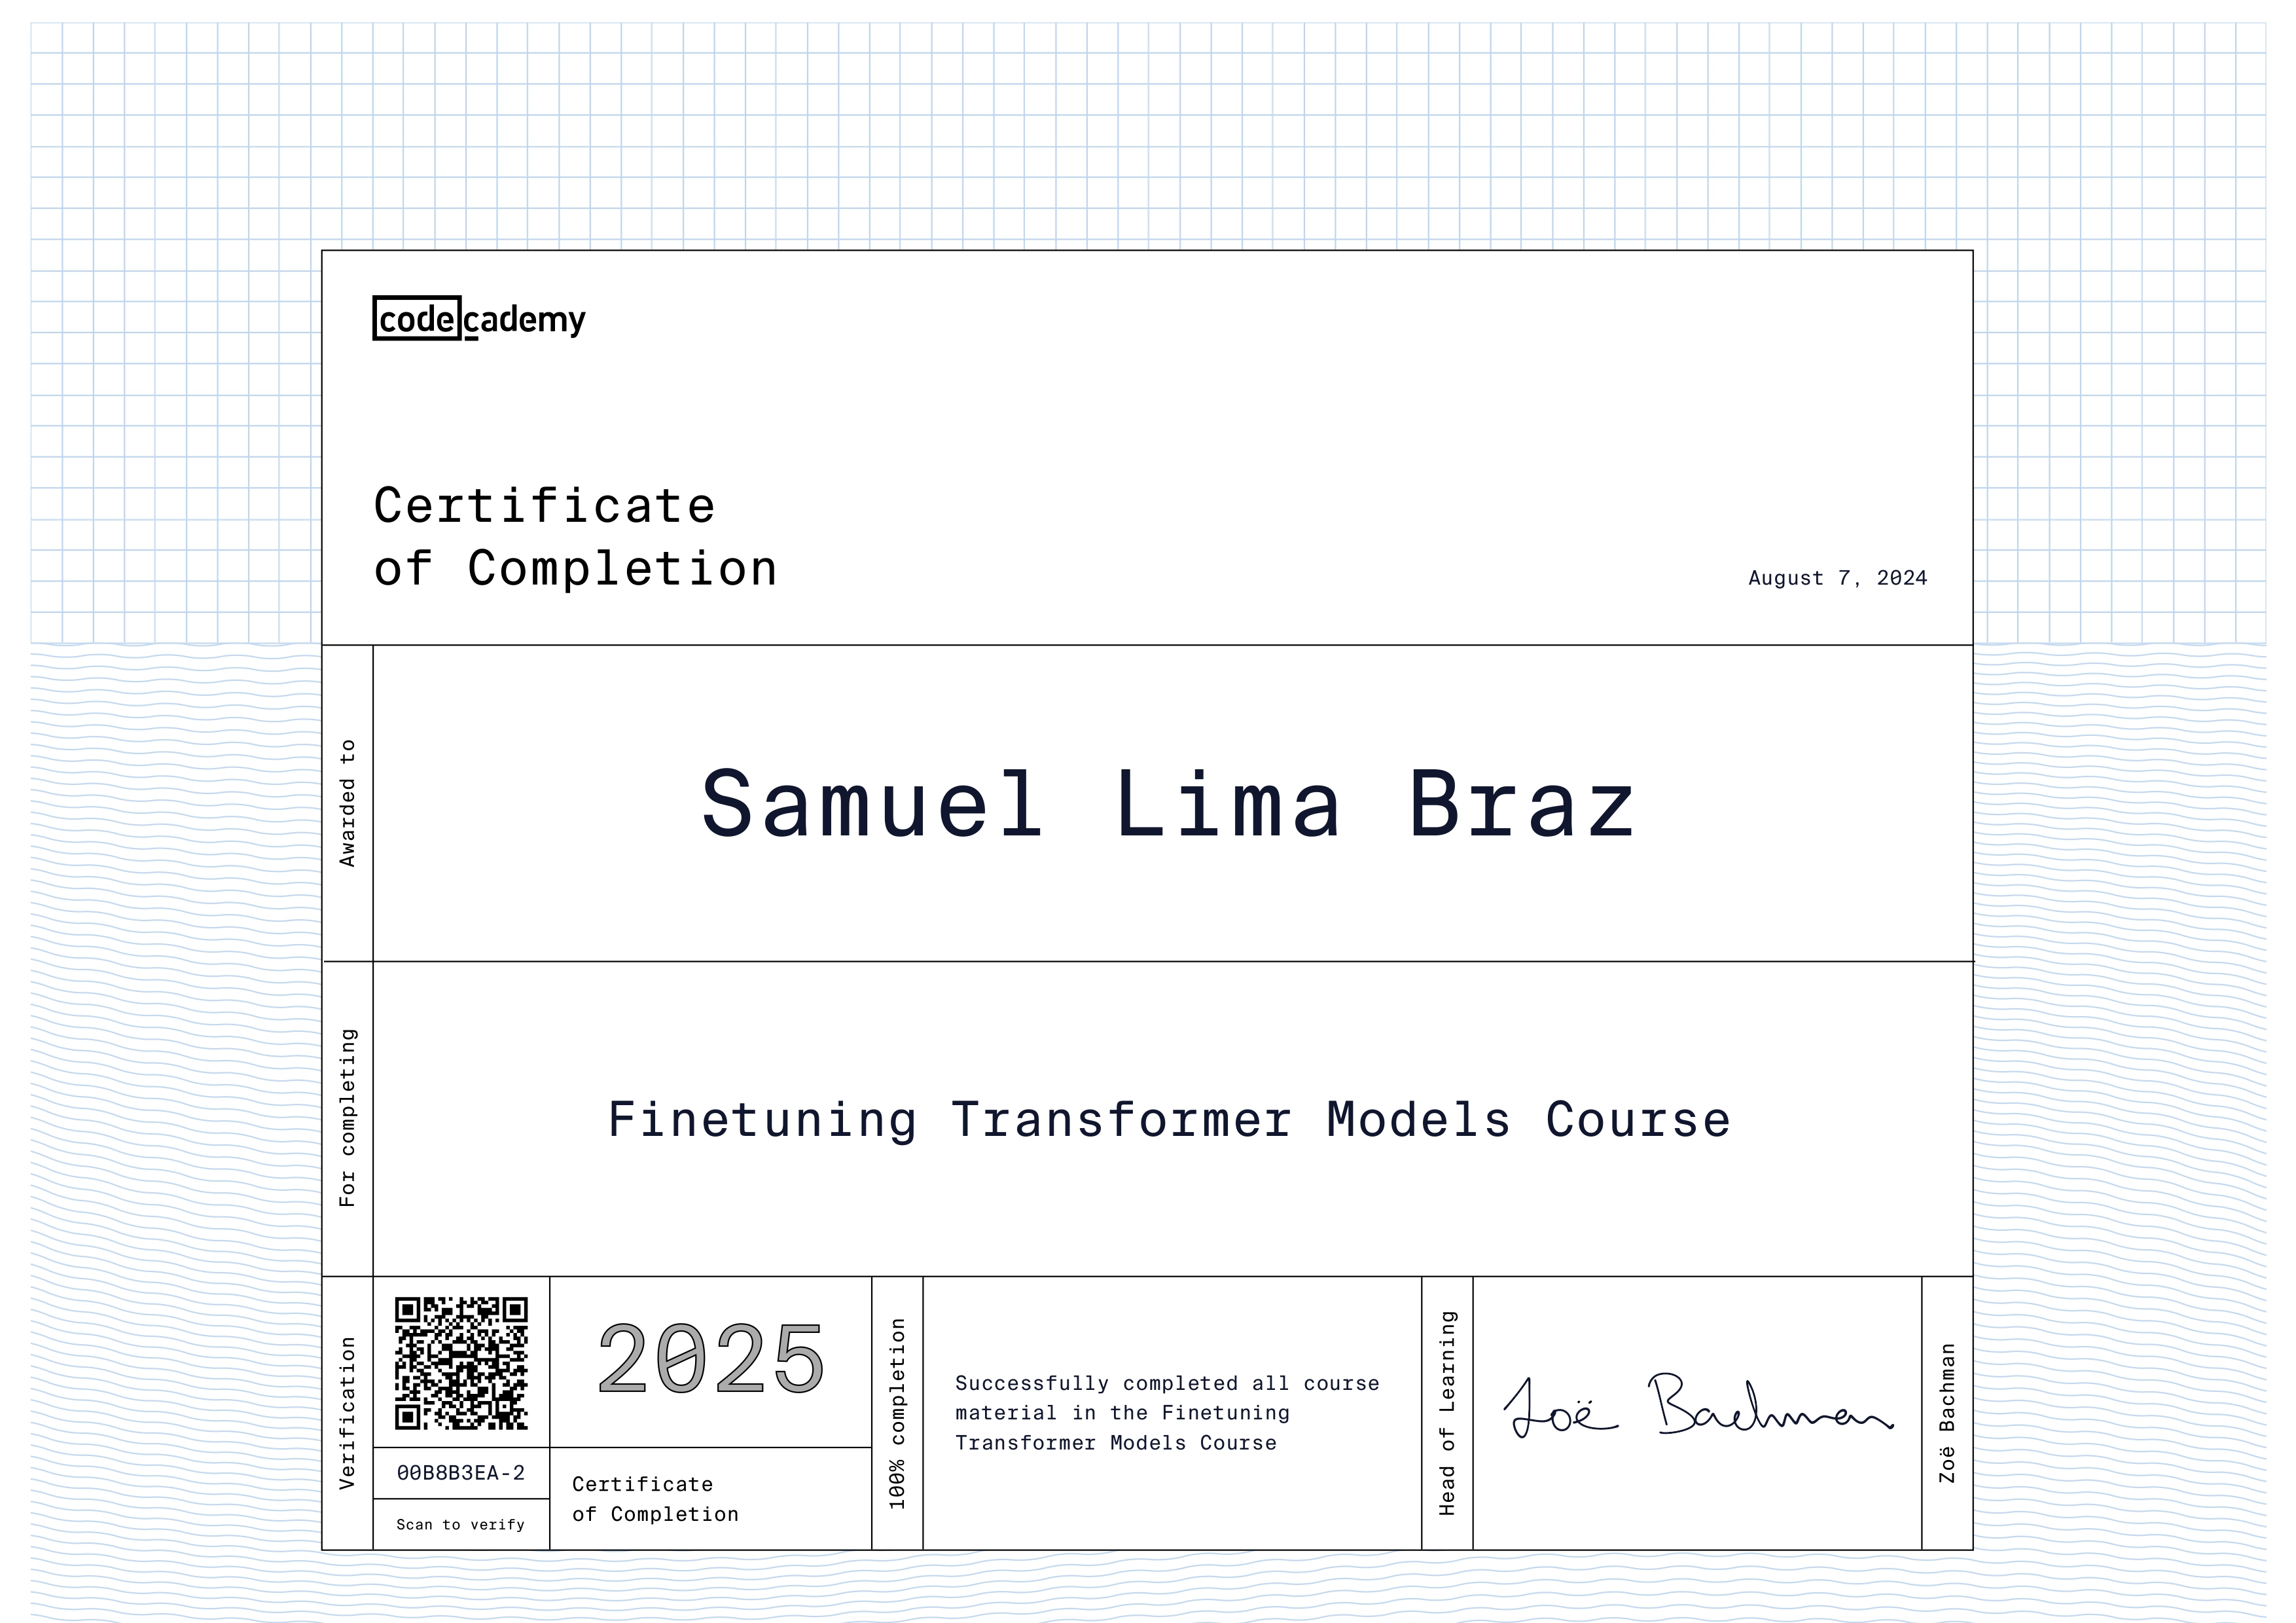 codecademy
Certificate
of Completion
August 7, 2024
Awarded to
Samuel Lima Braz
For completing
Finetuning Transformer Models Course
Verification
00B8B3EA-2
Scan to verify
2025
Certificate
of Completion
100% completion
Successfully completed all course
material in the Finetuning
Transformer Models Course
Head of Learning
Zoë Bachman
Zoë Bachman